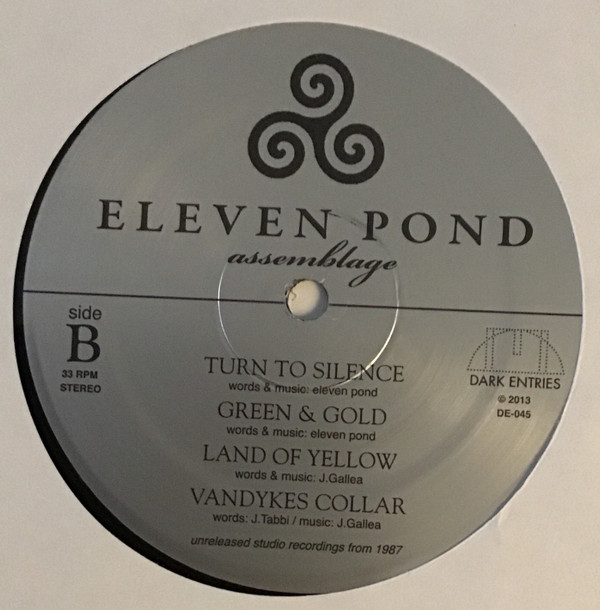 ELEVEN POND
assemblage
side
B
33 RPM
STEREO
DARK ENTRIES
© 2013
DE-045
TURN TO SILENCE
words & music: eleven pond
GREEN & GOLD
words & music: eleven pond
LAND OF YELLOW
words & music: J.Gallea
VANDYKES COLLAR
words: J.Tabbi / music: J.Gallea
unreleased studio recordings from 1987